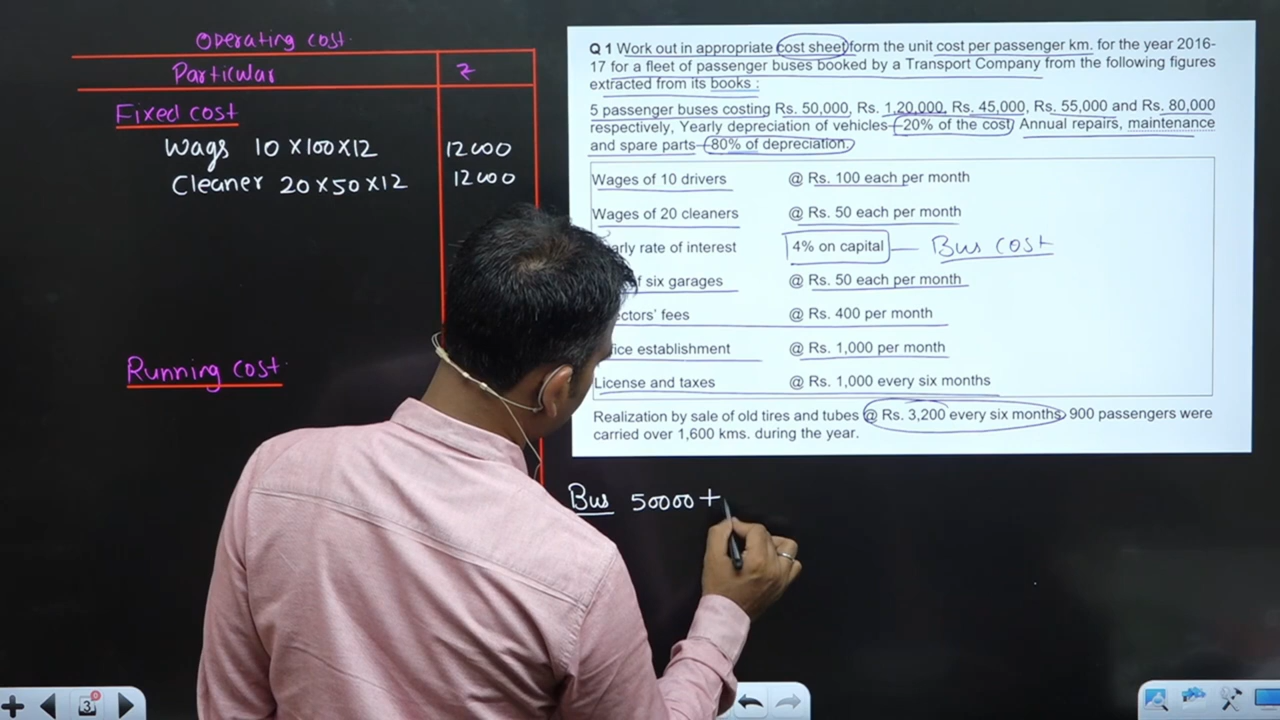 Operating cost.
Particular ₹
Fixed cost
Wags 10 X100 X12 12000
Cleaner 20 X 50 X12 12000
Running cost
Q 1 Work out in appropriate cost sheet form the unit cost per passenger km. for the year 2016-
17 for a fleet of passenger buses booked by a Transport Company from the following figures
extracted from its books :
5 passenger buses costing Rs. 50,000, Rs. 1,20,000, Rs. 45,000, Rs. 55,000 and Rs. 80,000
respectively, Yearly depreciation of vehicles-20% of the cost, Annual repairs, maintenance
and spare parts-80% of depreciation.
Wages of 10 drivers @ Rs. 100 each per month
Wages of 20 cleaners @ Rs. 50 each per month
rate of interest 4% on capital — Bus cost
of six garages @ Rs. 50 each per month
fees @ Rs. 400 per month
establishment @ Rs. 1,000 per month
License and taxes @ Rs. 1,000 every six months
Realization by sale of old tires and tubes @ Rs. 3,200 every six months, 900 passengers were
carried over 1,600 kms. during the year.
Bus 50000 +
3